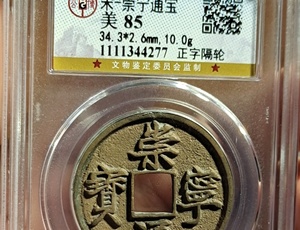 宋-崇宁通宝
美 85
34.3*2.6mm, 10.0g
1111344277 正字隔轮
★ 文物鉴定委员会监制 ★
崇
寶 寧
通